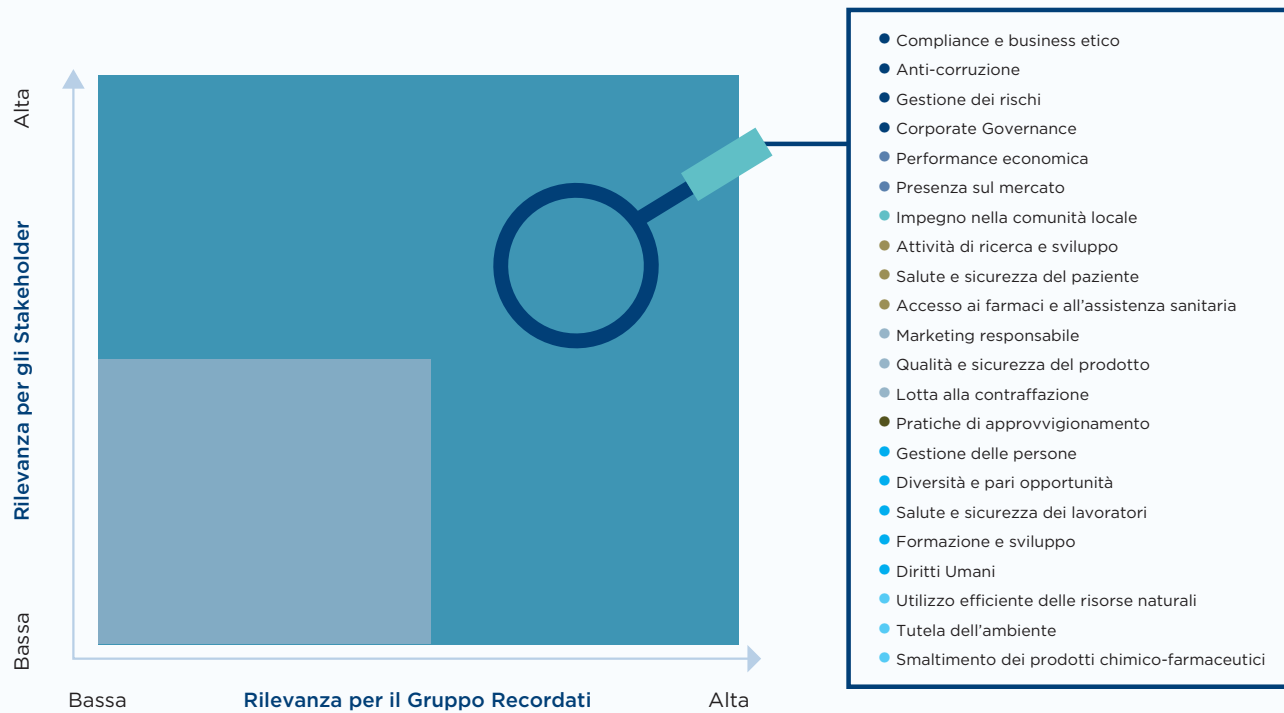 Alta
Rilevanza per gli Stakeholder
Bassa
Bassa
Rilevanza per il Gruppo Recordati
Alta
Compliance e business etico
Anti-corruzione
Gestione dei rischi
Corporate Governance
Performance economica
Presenza sul mercato
Impegno nella comunità locale
Attività di ricerca e sviluppo
Salute e sicurezza del paziente
Accesso ai farmaci e all’assistenza sanitaria
Marketing responsabile
Qualità e sicurezza del prodotto
Lotta alla contraffazione
Pratiche di approvvigionamento
Gestione delle persone
Diversità e pari opportunità
Salute e sicurezza dei lavoratori
Formazione e sviluppo
Diritti Umani
Utilizzo efficiente delle risorse naturali
Tutela dell’ambiente
Smaltimento dei prodotti chimico-farmaceutici